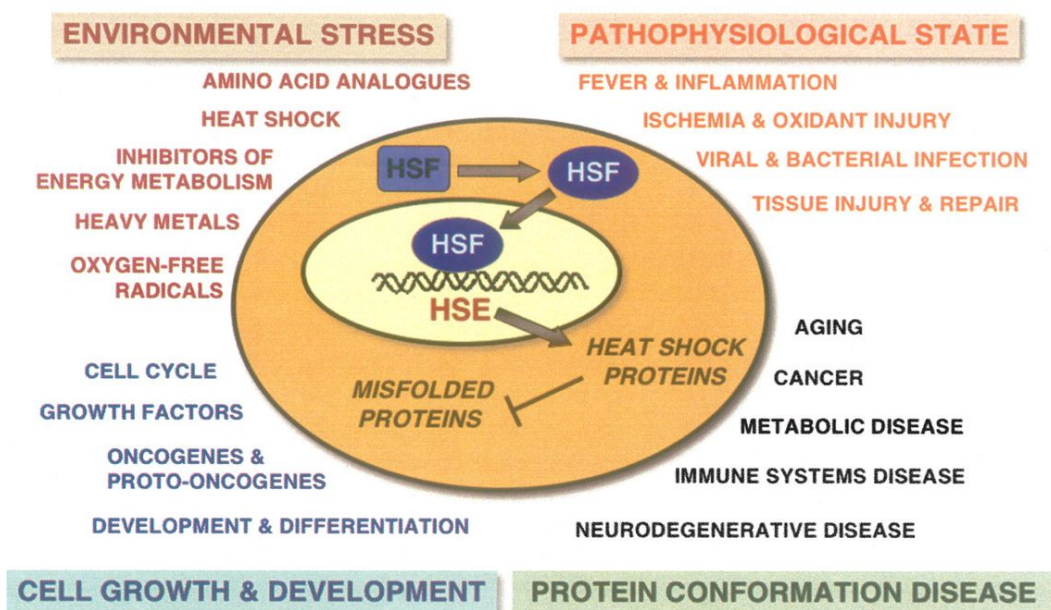 ENVIRONMENTAL STRESS
AMINO ACID ANALOGUES
HEAT SHOCK
INHIBITORS OF
ENERGY METABOLISM
HEAVY METALS
OXYGEN-FREE
RADICALS
PATHOPHYSIOLOGICAL STATE
FEVER & INFLAMMATION
ISCHEMIA & OXIDANT INJURY
VIRAL & BACTERIAL INFECTION
TISSUE INJURY & REPAIR
HSF
HSF
HSF
HSE
HEAT SHOCK
PROTEINS
MISFOLDED
PROTEINS
CELL CYCLE
GROWTH FACTORS
ONCOGENES &
PROTO-ONCOGENES
DEVELOPMENT & DIFFERENTIATION
CELL GROWTH & DEVELOPMENT
AGING
CANCER
METABOLIC DISEASE
IMMUNE SYSTEMS DISEASE
NEURODEGENERATIVE DISEASE
PROTEIN CONFORMATION DISEASE